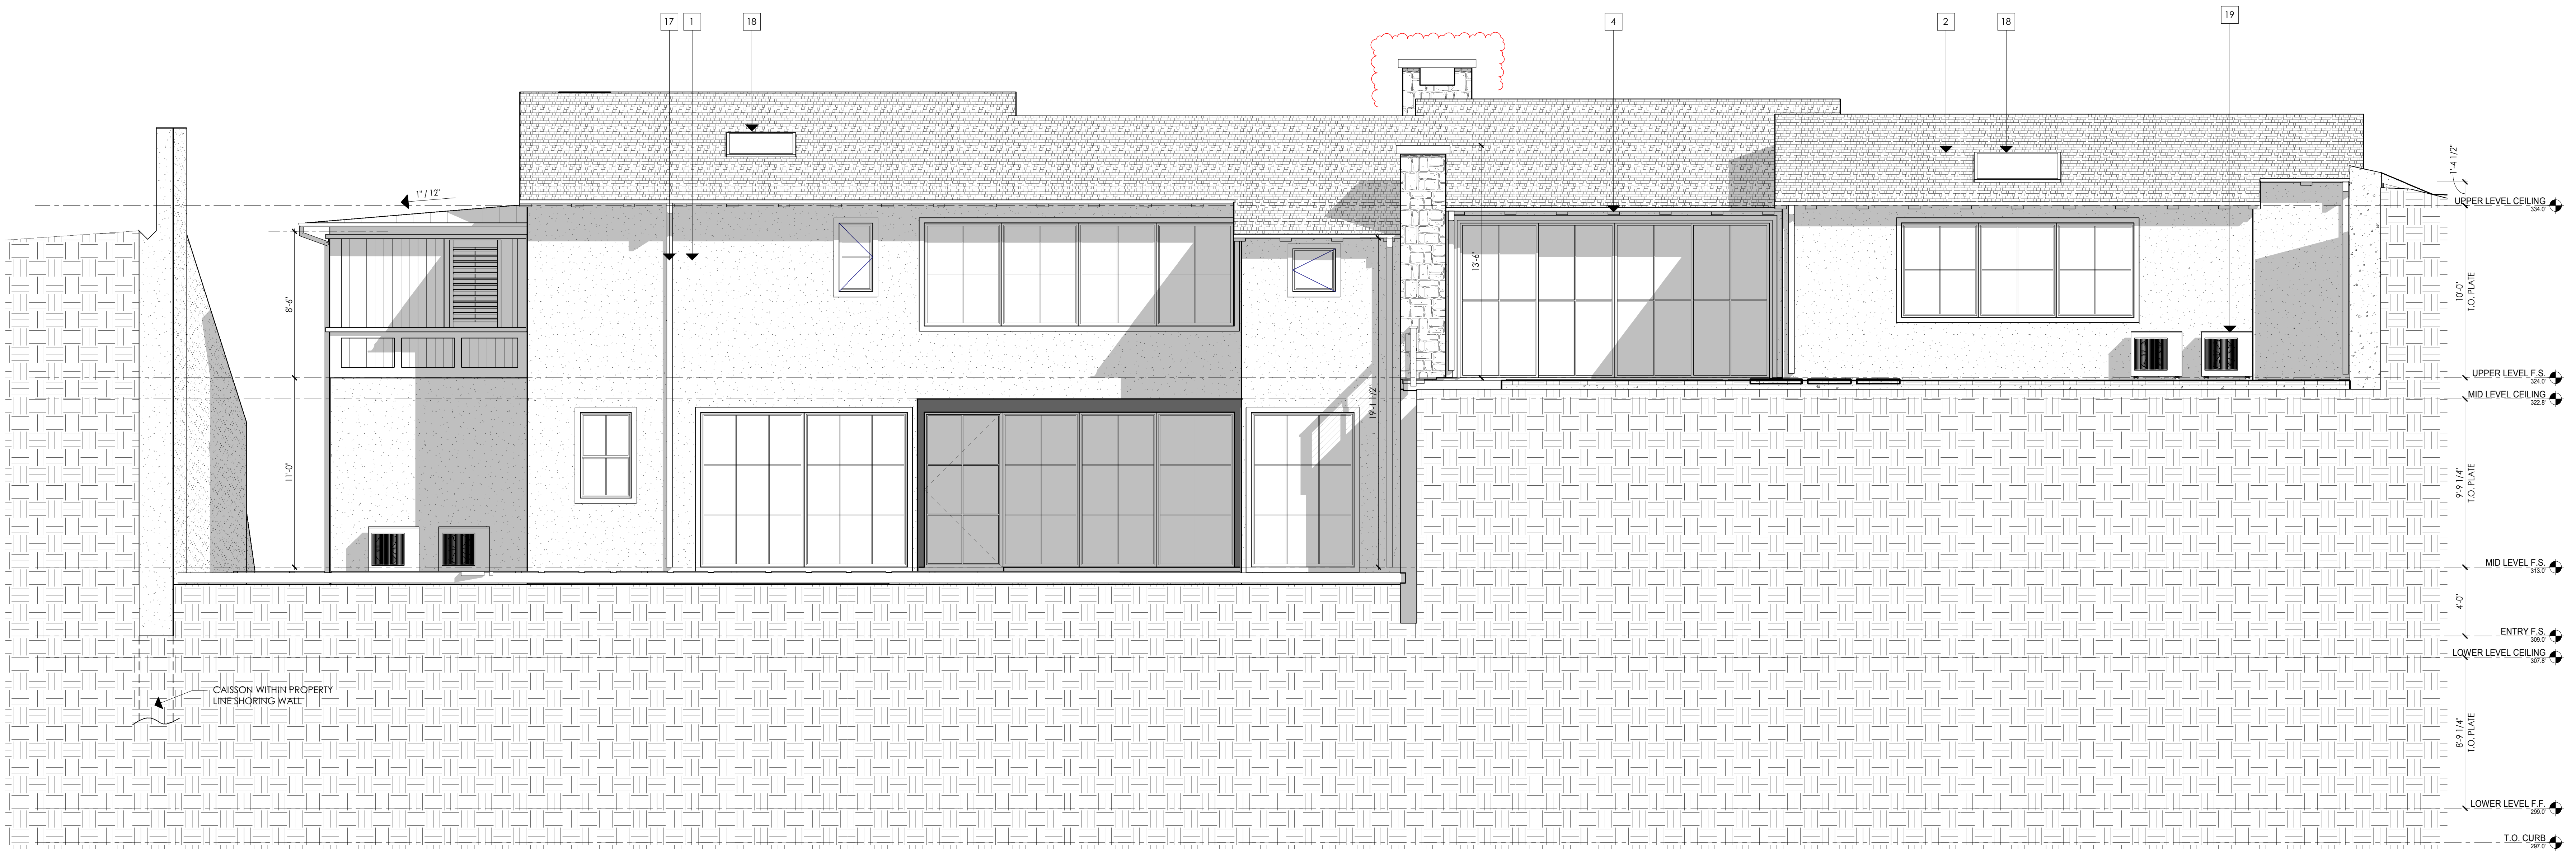 17
1
18
4
2
18
19
1" / 12"
8'-6"
11'-0"
19'-1 1/2"
13'-6"
1'-4 1/2"
UPPER LEVEL CEILING
334.0'
10'-0"
T.O. PLATE
UPPER LEVEL F.S.
324.0'
MID LEVEL CEILING
322.8'
9'-9 1/4"
T.O. PLATE
MID LEVEL F.S.
313.0'
4'-0"
ENTRY F.S.
309.0'
LOWER LEVEL CEILING
307.8'
CAISSON WITHIN PROPERTY
LINE SHORING WALL
8'-9 1/4"
T.O. PLATE
LOWER LEVEL F.F.
299.0'
T.O. CURB
297.0'